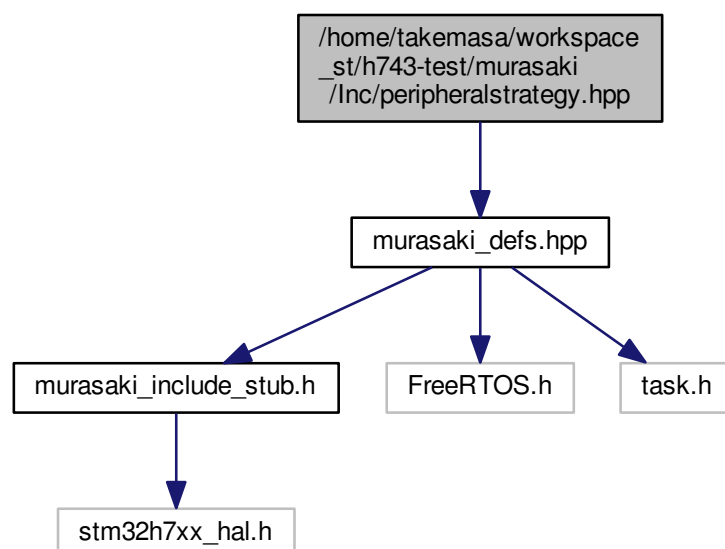 /home/takemasa/workspace
_st/h743-test/murasaki
/Inc/peripheralstrategy.hpp
murasaki_defs.hpp
murasaki_include_stub.h
FreeRTOS.h
task.h
stm32h7xx_hal.h